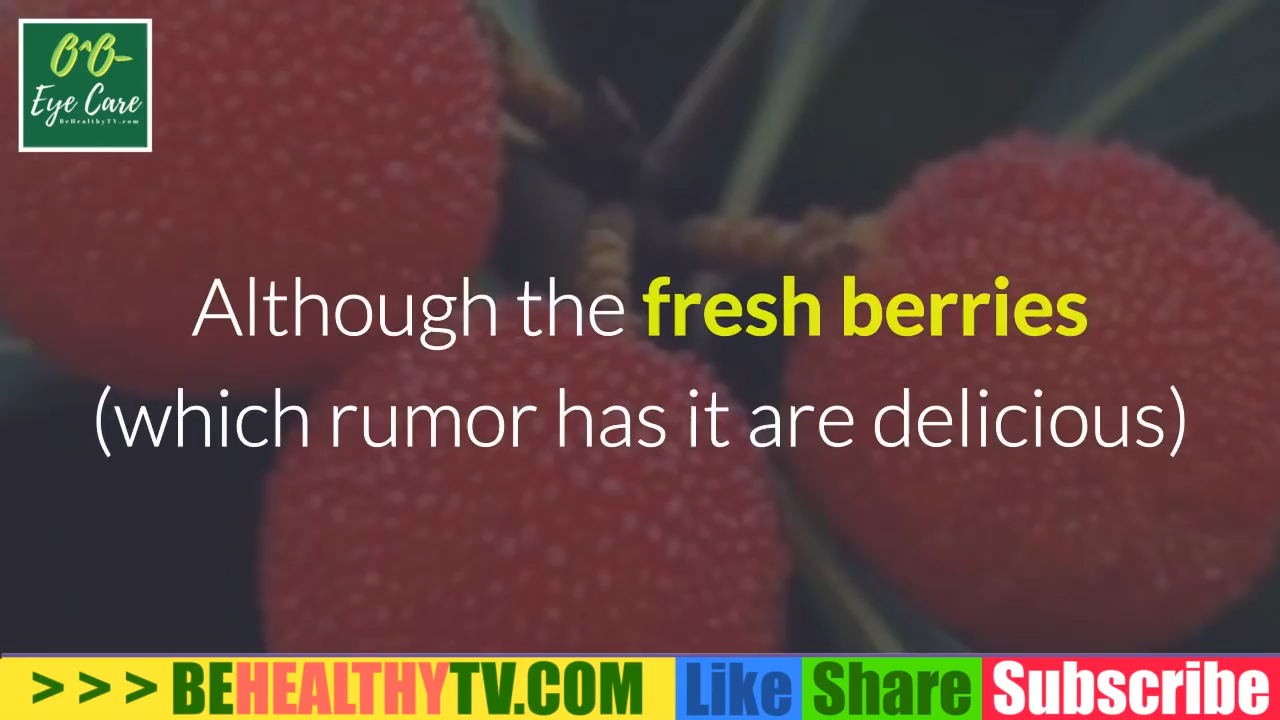 Eye Care
BeHealthyTV.com
Although the fresh berries
(which rumor has it are delicious)
> > > BEHEALTHYTV.COM Like Share Subscribe